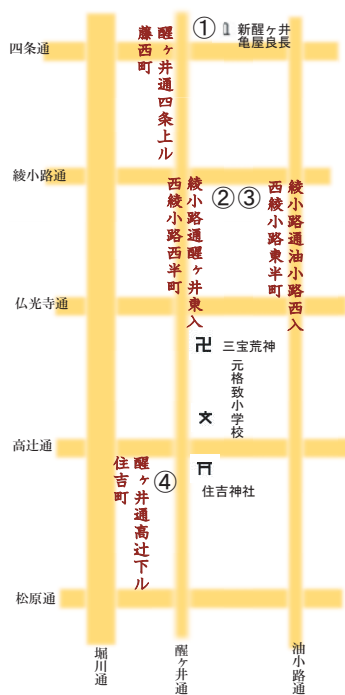 四条通
醒ヶ井通四条上ル
藤西町
①
新醒ヶ井
亀屋良長
綾小路通
綾小路通醒ヶ井東入
西綾小路西半町
②③
綾小路通油小路西入
西綾小路東半町
仏光寺通
卍
三宝荒神
元格致小学校
文
高辻通
醒ヶ井通高辻下ル
住吉町
④
住吉神社
松原通
堀川通
醒ヶ井通
油小路通